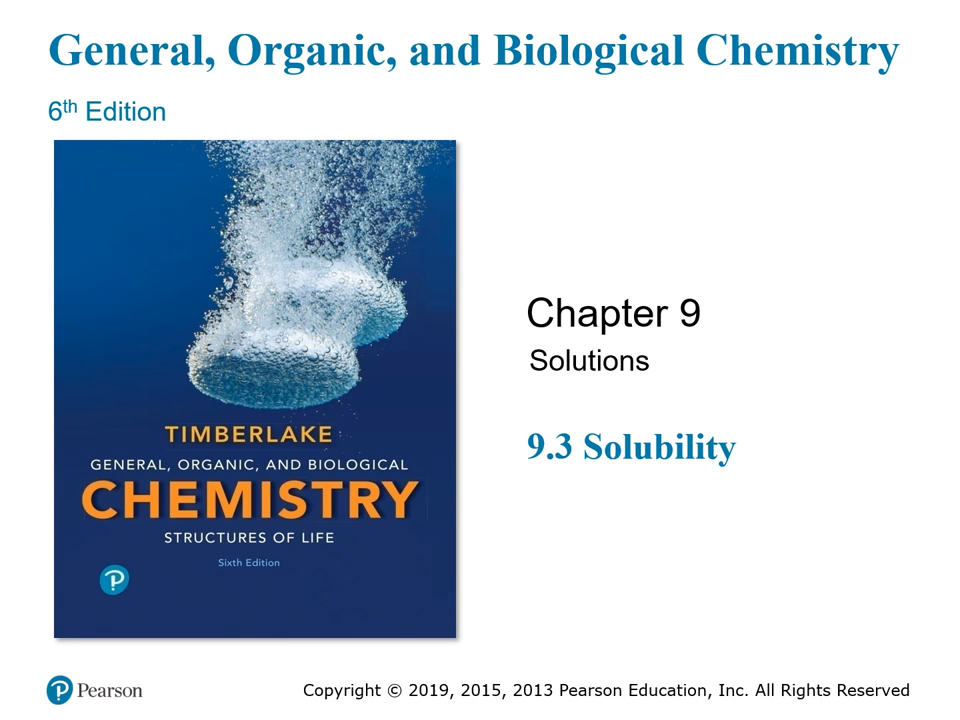 General, Organic, and Biological Chemistry
6th Edition
TIMBERLAKE
GENERAL, ORGANIC, AND BIOLOGICAL
CHEMISTRY
STRUCTURES OF LIFE
Sixth Edition
P
Chapter 9
Solutions
9.3 Solubility
P Pearson
Copyright © 2019, 2015, 2013 Pearson Education, Inc. All Rights Reserved